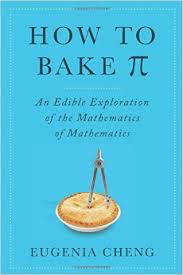 HOW TO
BAKE π
An Edible Exploration
of the Mathematics
of Mathematics
EUGENIA CHENG